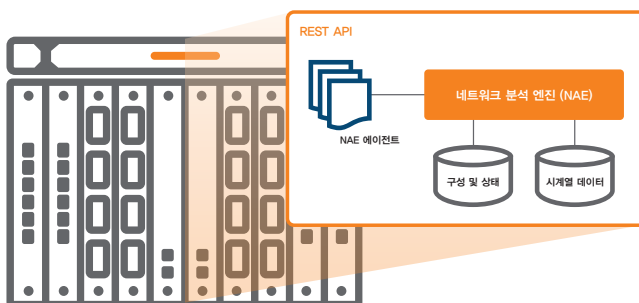 REST API
네트워크 분석 엔진 (NAE)
NAE 에이전트
구성 및 상태
시계열 데이터